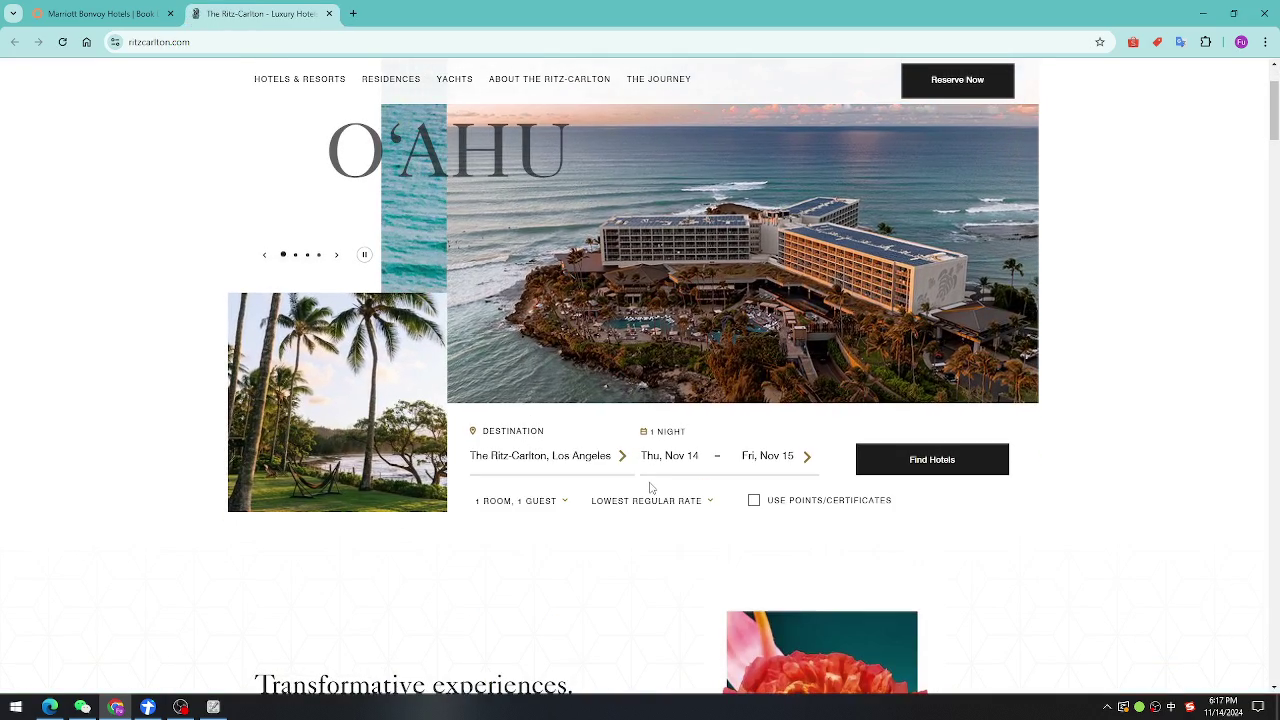 Marriott Bonvoy Hotels | Book
The Ritz-Carlton - Luxury Hotel
ritzcarlton.com
HOTELS & RESORTS RESIDENCES YACHTS ABOUT THE RITZ-CARLTON THE JOURNEY
Reserve Now
OʻAHU
DESTINATION
1 NIGHT
The Ritz-Carlton, Los Angeles
Thu, Nov 14 – Fri, Nov 15
Find Hotels
1 ROOM, 1 GUEST
LOWEST REGULAR RATE
USE POINTS/CERTIFICATES
Transformative experiences.
6:17 PM
11/14/2024